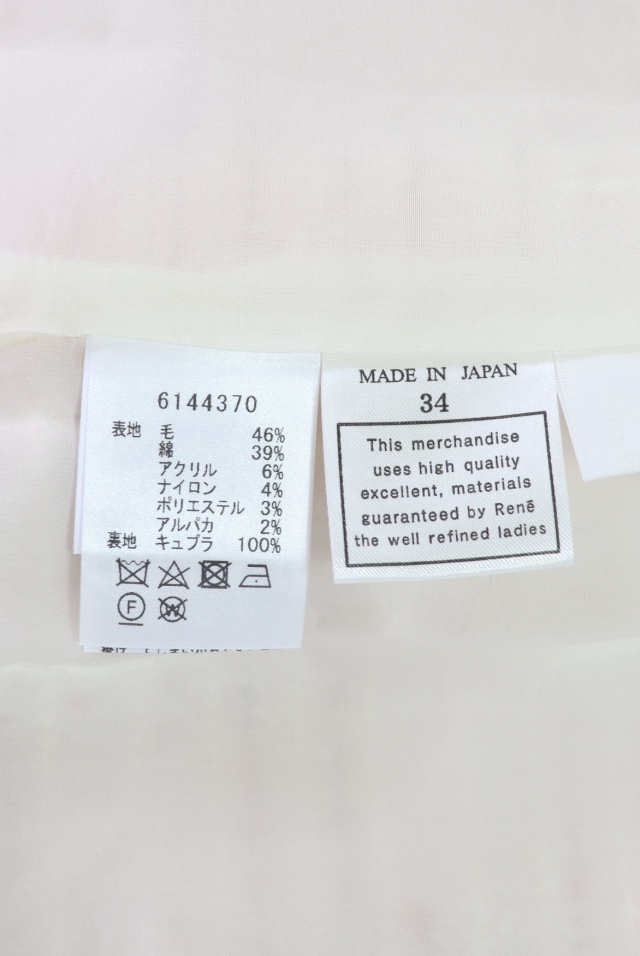 6144370
表地 毛 46%
綿 39%
アクリル 6%
ナイロン 4%
ポリエステル 3%
アルパカ 2%
裏地 キュプラ 100%
F
W
MADE IN JAPAN
34
This merchandise
uses high quality
excellent, materials
guaranteed by René
the well refined ladies